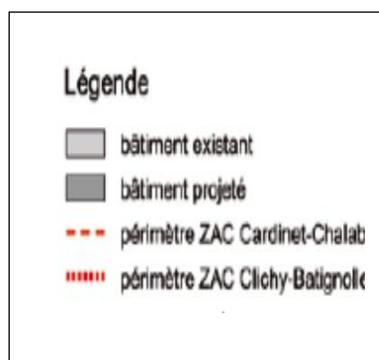 Légende
bâtiment existant
bâtiment projeté
périmètre ZAC Cardinet-Chalab
périmètre ZAC Clichy-Batignolle